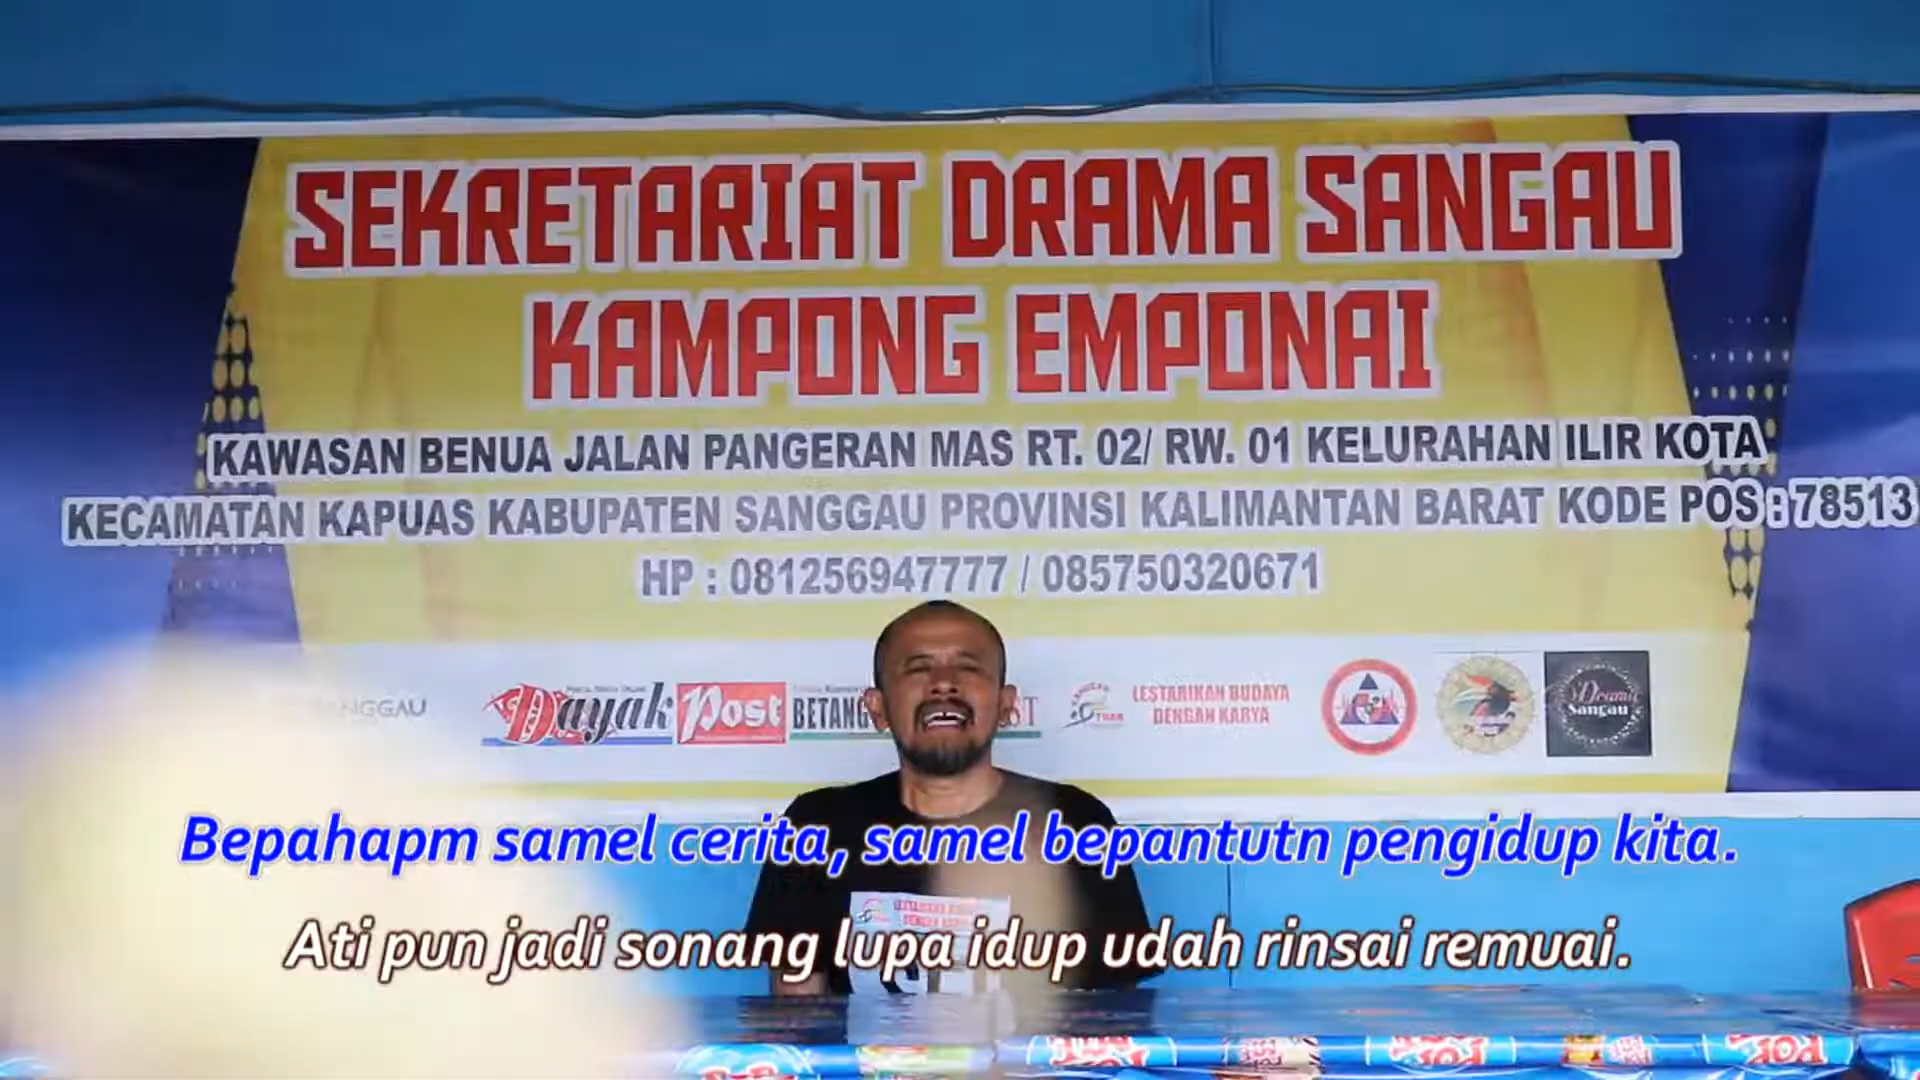 SEKRETARIAT DRAMA SANGAU
KAMPONG EMPONAI
KAWASAN BENUA JALAN PANGERAN MAS RT. 02/ RW. 01 KELURAHAN ILIR KOTA
KECAMATAN KAPUAS KABUPATEN SANGGAU PROVINSI KALIMANTAN BARAT KODE POS : 78513
HP : 081256947777 / 085750320671
Dayak Post
LESTARIKAN BUDAYA
DENGAN KARYA
Drama
Sangau
Bepahapm samel cerita, samel bepantutn pengidup kita.
Ati pun jadi sonang lupa idup udah rinsai remuai.